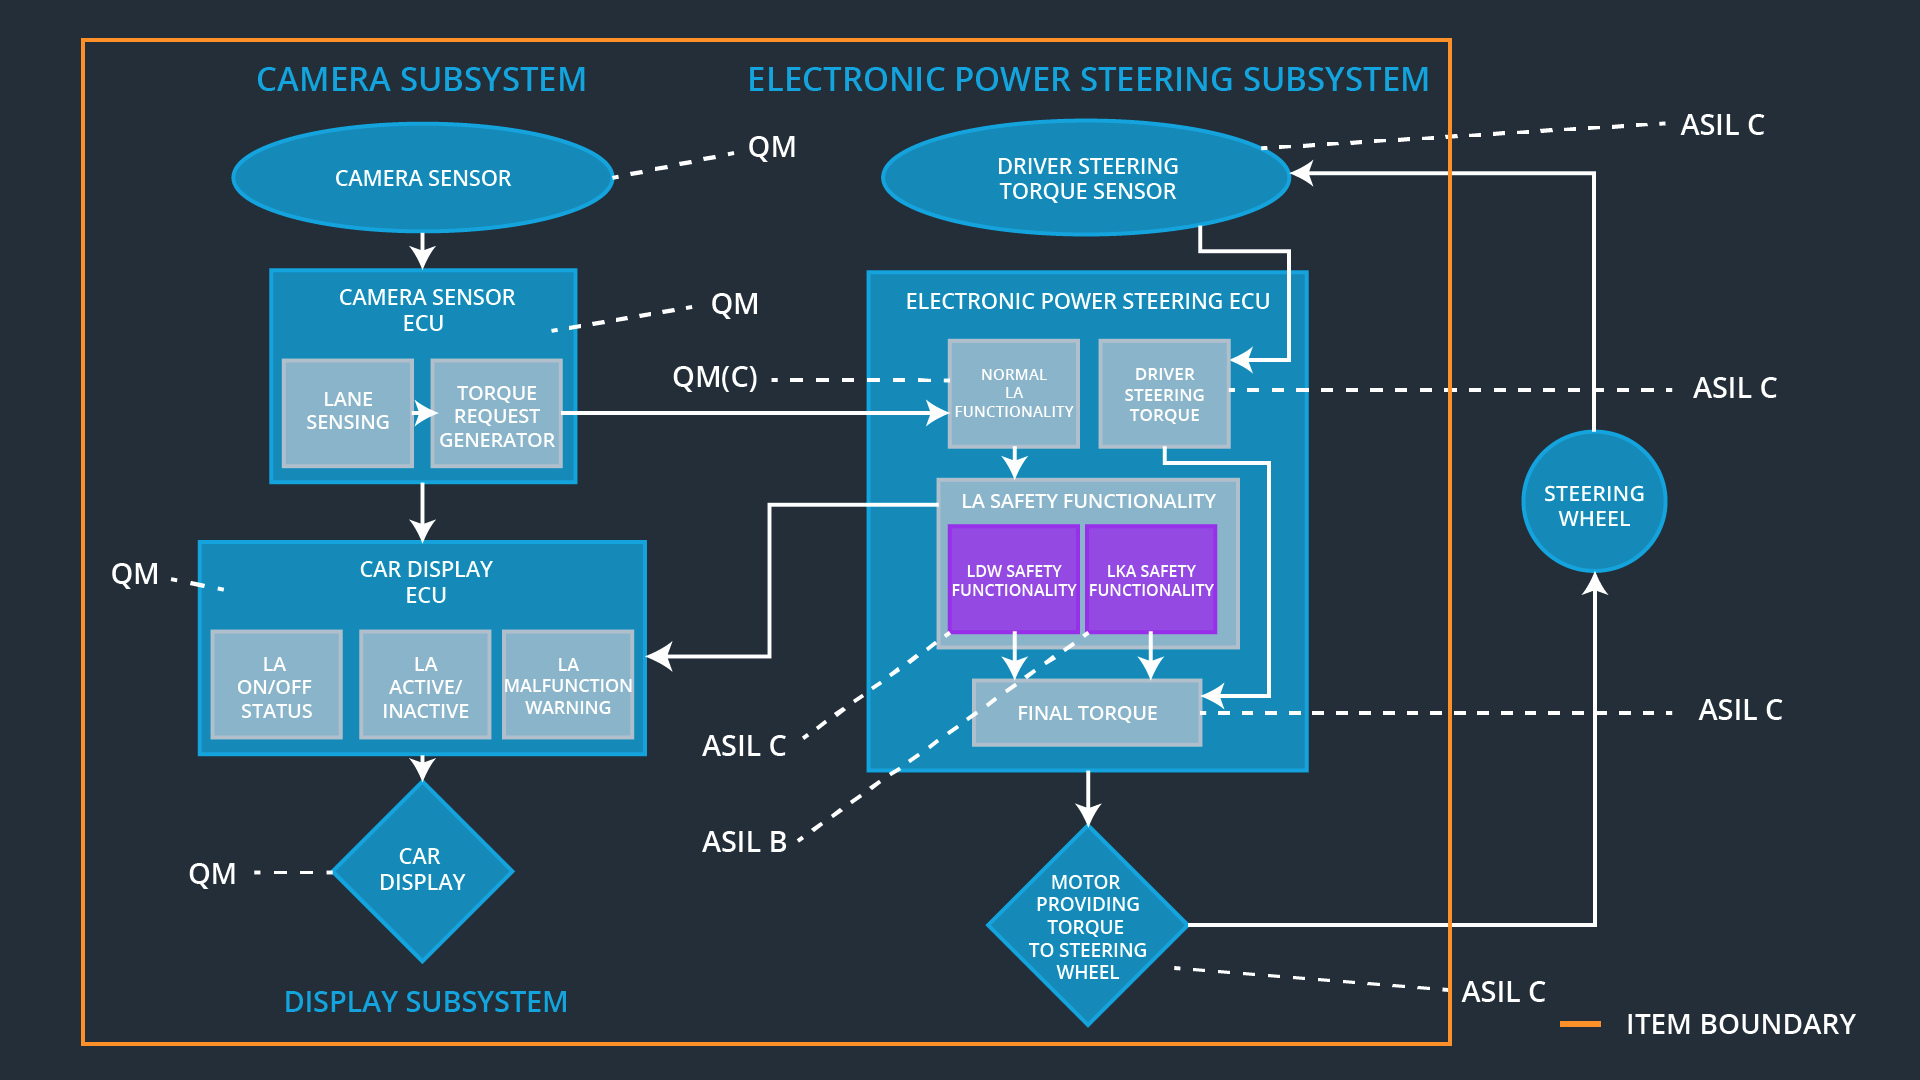 CAMERA SUBSYSTEM
ELECTRONIC POWER STEERING SUBSYSTEM
CAMERA SENSOR
QM
DRIVER STEERING
TORQUE SENSOR
ASIL C
CAMERA SENSOR
ECU
QM
LANE
SENSING
TORQUE
REQUEST
GENERATOR
QM(C)
ELECTRONIC POWER STEERING ECU
NORMAL
LA
FUNCTIONALITY
DRIVER
STEERING
TORQUE
ASIL C
LA SAFETY FUNCTIONALITY
LDW SAFETY
FUNCTIONALITY
LKA SAFETY
FUNCTIONALITY
STEERING
WHEEL
QM
CAR DISPLAY
ECU
LA
ON/OFF
STATUS
LA
ACTIVE/
INACTIVE
LA
MALFUNCTION
WARNING
FINAL TORQUE
ASIL C
ASIL C
ASIL B
QM
CAR
DISPLAY
MOTOR
PROVIDING
TORQUE
TO STEERING
WHEEL
ASIL C
DISPLAY SUBSYSTEM
ITEM BOUNDARY